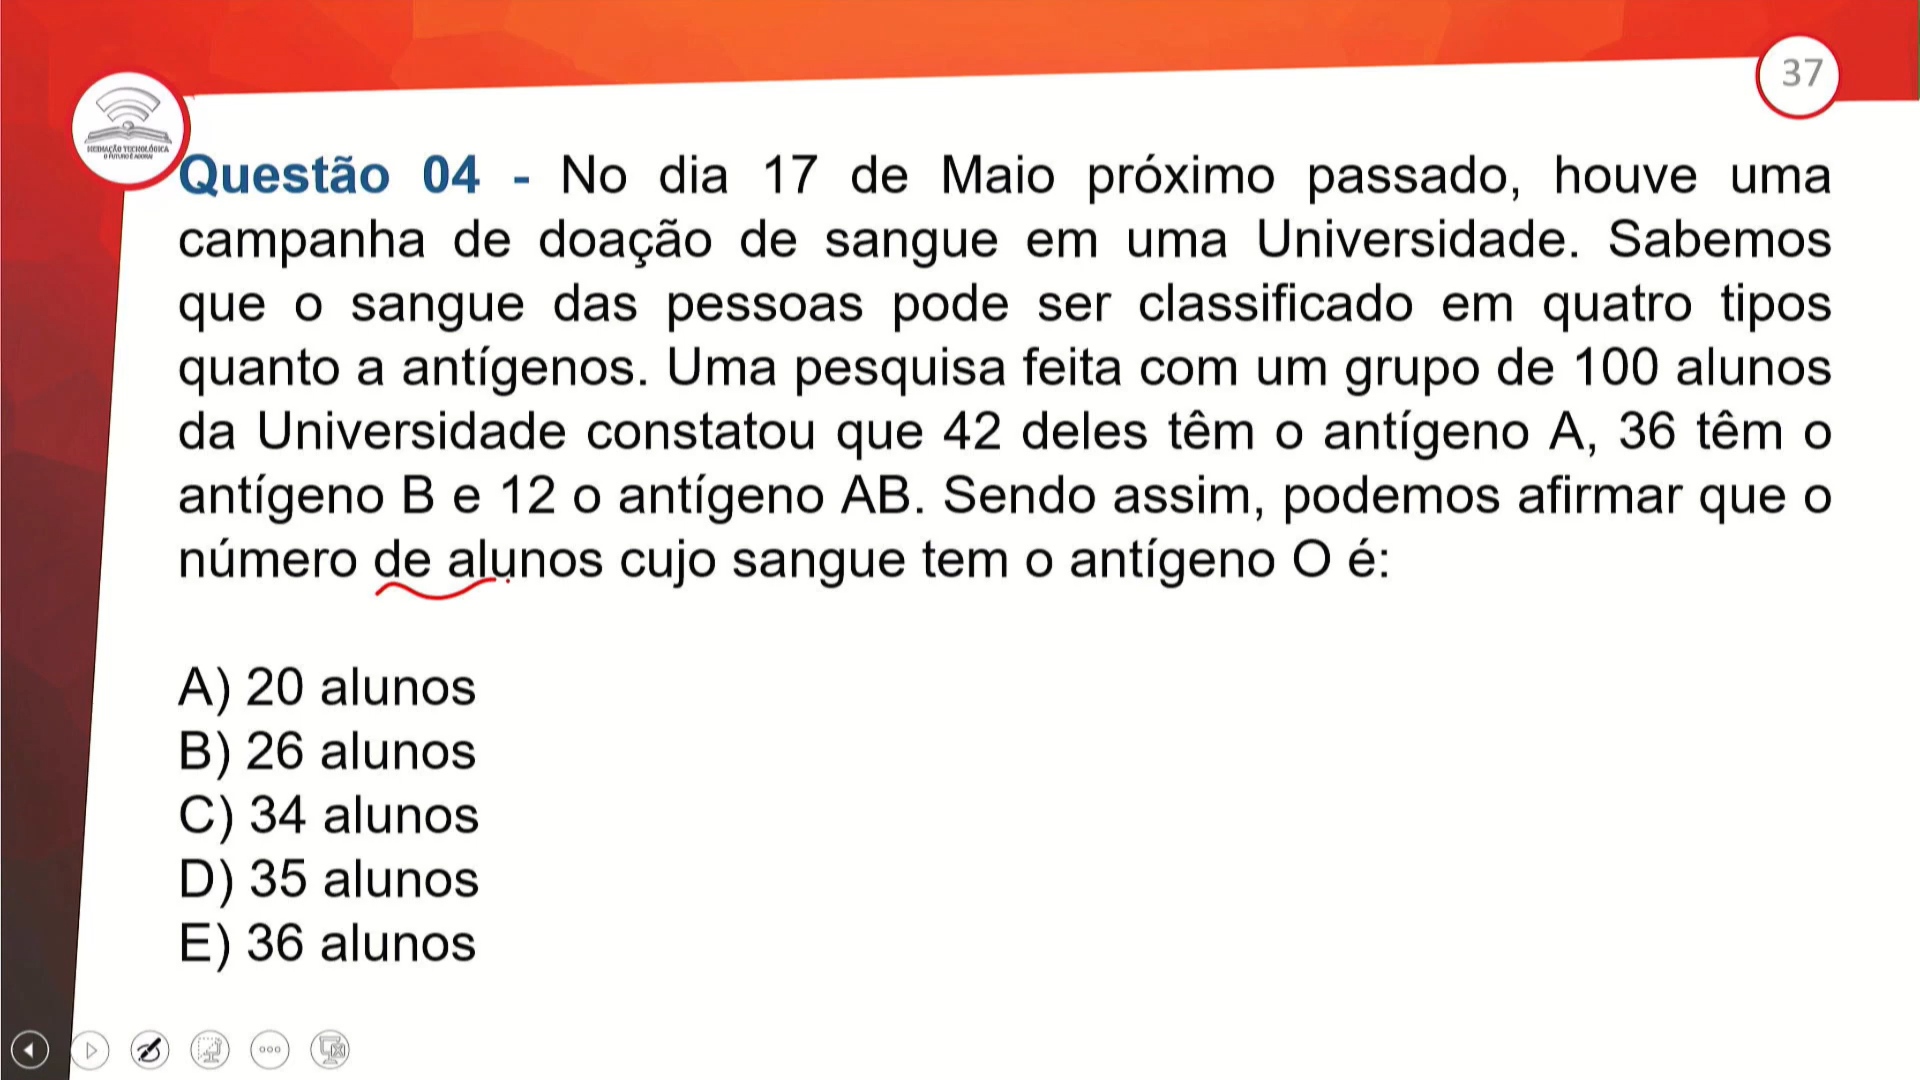 37
MEDIAÇÃO TECNOLÓGICA
O FUTURO É AGORA!
Questão 04 - No dia 17 de Maio próximo passado, houve uma
campanha de doação de sangue em uma Universidade. Sabemos
que o sangue das pessoas pode ser classificado em quatro tipos
quanto a antígenos. Uma pesquisa feita com um grupo de 100 alunos
da Universidade constatou que 42 deles têm o antígeno A, 36 têm o
antígeno B e 12 o antígeno AB. Sendo assim, podemos afirmar que o
número de alunos cujo sangue tem o antígeno O é:
A) 20 alunos
B) 26 alunos
C) 34 alunos
D) 35 alunos
E) 36 alunos